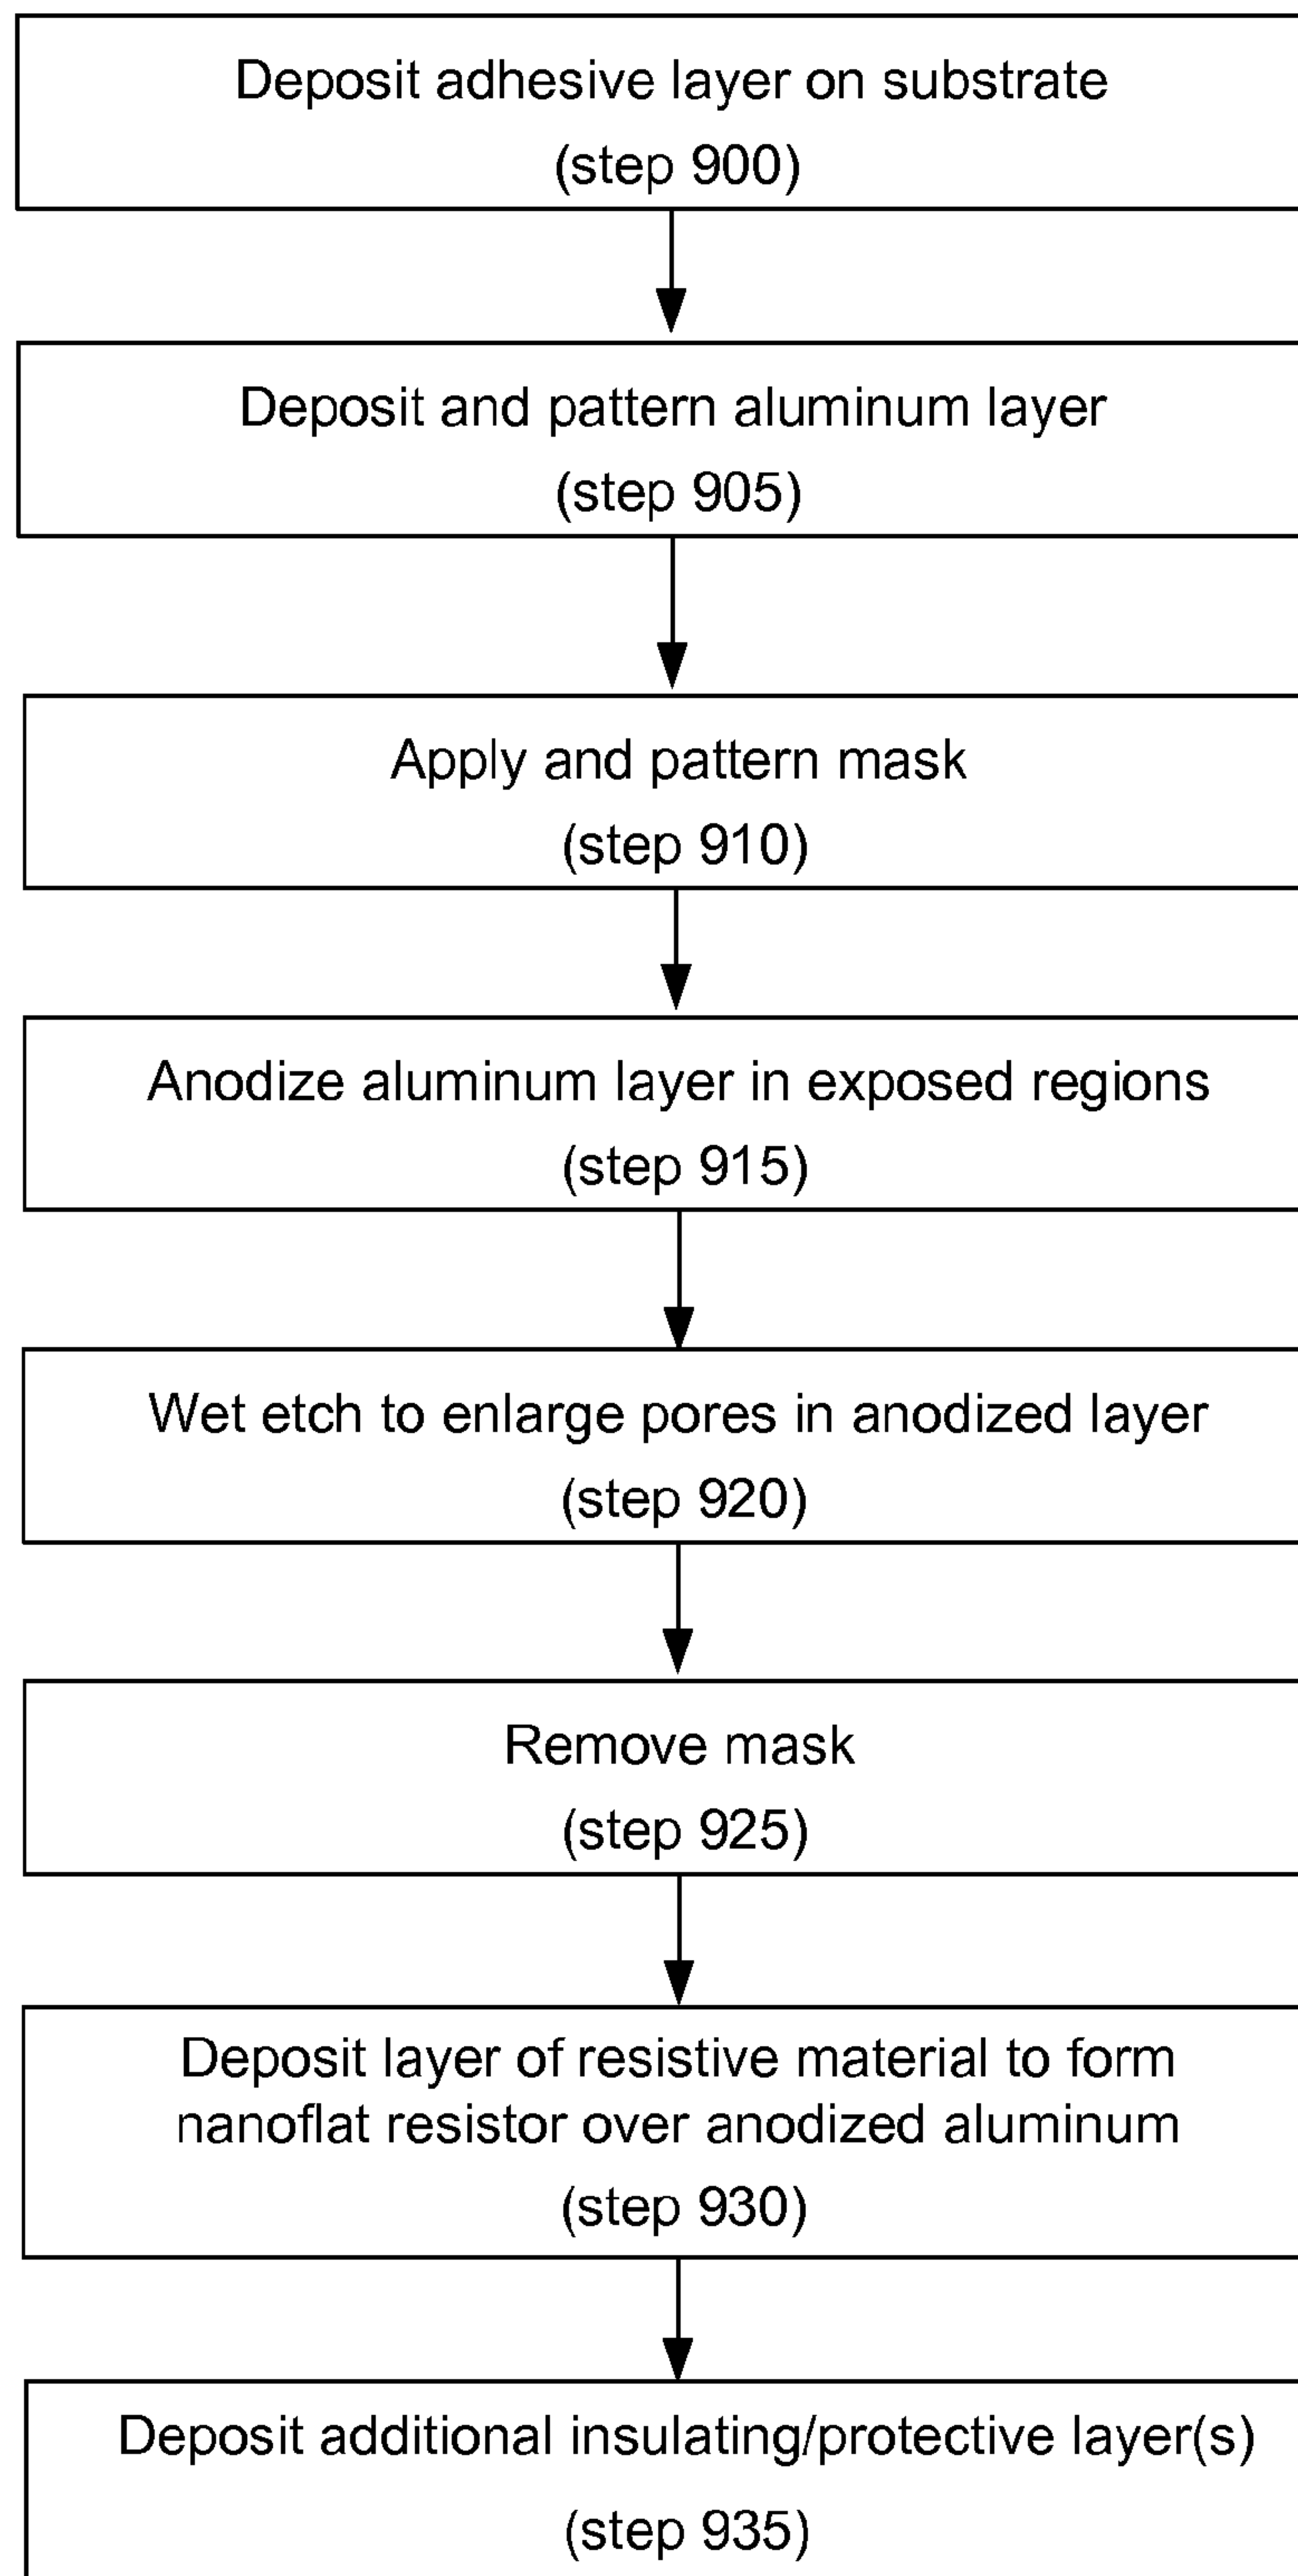 Deposit adhesive layer on substrate
(step 900)
Deposit and pattern aluminum layer
(step 905)
Apply and pattern mask
(step 910)
Anodize aluminum layer in exposed regions
(step 915)
Wet etch to enlarge pores in anodized layer
(step 920)
Remove mask
(step 925)
Deposit layer of resistive material to form
nanoflat resistor over anodized aluminum
(step 930)
Deposit additional insulating/protective layer(s)
(step 935)